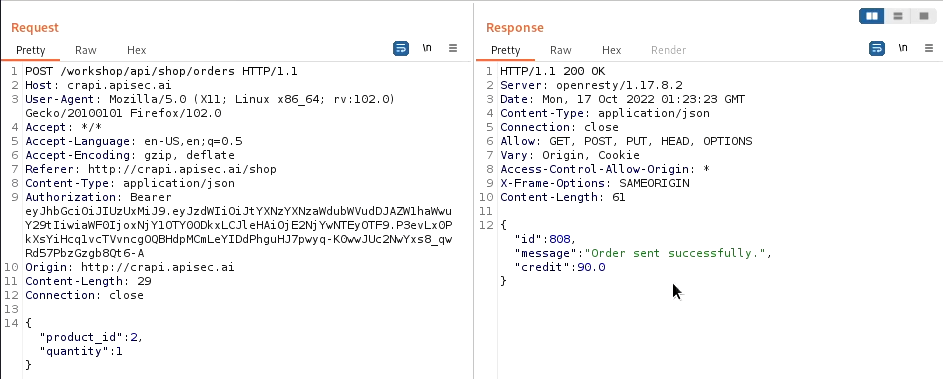 Request
Pretty Raw Hex
\n
1 POST /workshop/api/shop/orders HTTP/1.1
2 Host: crapi.apisec.ai
3 User-Agent: Mozilla/5.0 (X11; Linux x86_64; rv:102.0)
Gecko/20100101 Firefox/102.0
4 Accept: */*
5 Accept-Language: en-US,en;q=0.5
6 Accept-Encoding: gzip, deflate
7 Referer: http://crapi.apisec.ai/shop
8 Content-Type: application/json
9 Authorization: Bearer
eyJhbGciOiJIUzUxMiJ9.eyJzdWIiOiJtYXNzYXNzaWdubWVudDJAZW1haWwu
Y29tIiwiaWF0IjoxNjY1OTY0ODkxLCJleHAiOjE2NjYwNTEyOTF9.P3evLx0P
kXsYiHcq1vcTVvncg0QBHdpMCmLeYIDdPhguHJ7pwyq-K0wwJUc2NwYxs8_qw
Rd57PbzGzgb8Qt6-A
10 Origin: http://crapi.apisec.ai
11 Content-Length: 29
12 Connection: close
13
14 {
"product_id":2,
"quantity":1
}
Response
Pretty Raw Hex Render
\n
1 HTTP/1.1 200 OK
2 Server: openresty/1.17.8.2
3 Date: Mon, 17 Oct 2022 01:23:23 GMT
4 Content-Type: application/json
5 Connection: close
6 Allow: GET, POST, PUT, HEAD, OPTIONS
7 Vary: Origin, Cookie
8 Access-Control-Allow-Origin: *
9 X-Frame-Options: SAMEORIGIN
10 Content-Length: 61
11
12 {
"id":808,
"message":"Order sent successfully.",
"credit":90.0
}